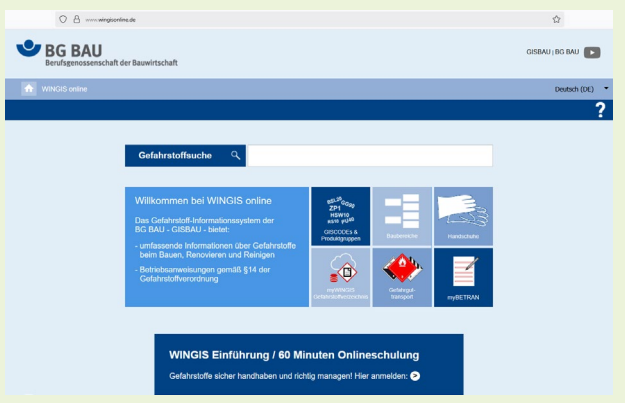 www.wingisonline.de
BG BAU
Berufsgenossenschaft der Bauwirtschaft
GISBAU | BG BAU
WINGIS online
Deutsch (DE)
?
Gefahrstoffsuche
Willkommen bei WINGIS online
Das Gefahrstoff-Informationssystem der
BG BAU - GISBAU - bietet:
- umfassende Informationen über Gefahrstoffe
beim Bauen, Renovieren und Reinigen
- Betriebsanweisungen gemäß §14 der
Gefahrstoffverordnung
ZP1
HSW10
GISCODEs &
Produktgruppen
Baubereiche
Handschuhe
myWINGIS
Gefahrstoffverzeichnis
Gefahrgut-
transport
myBETRAN
WINGIS Einführung / 60 Minuten Onlineschulung
Gefahrstoffe sicher handhaben und richtig managen! Hier anmelden: